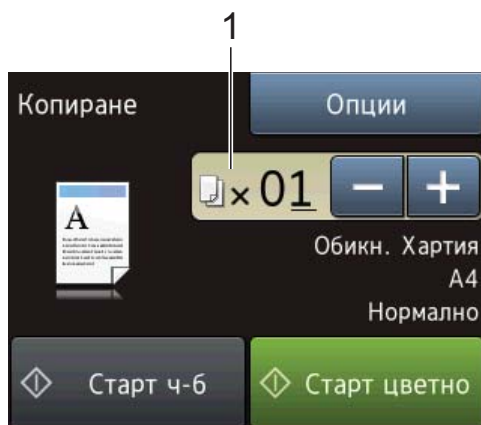 1
Копиране
Опции
× 01 − +
A
Обикн. Хартия
A4
Нормално
Старт ч-б
Старт цветно